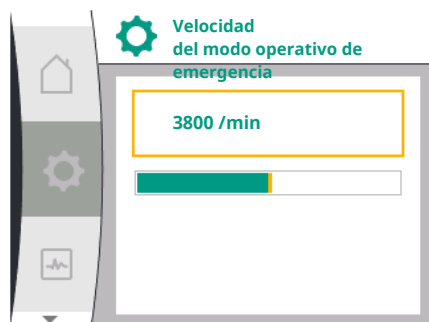 Velocidad
del modo operativo de
emergencia
3800 /min